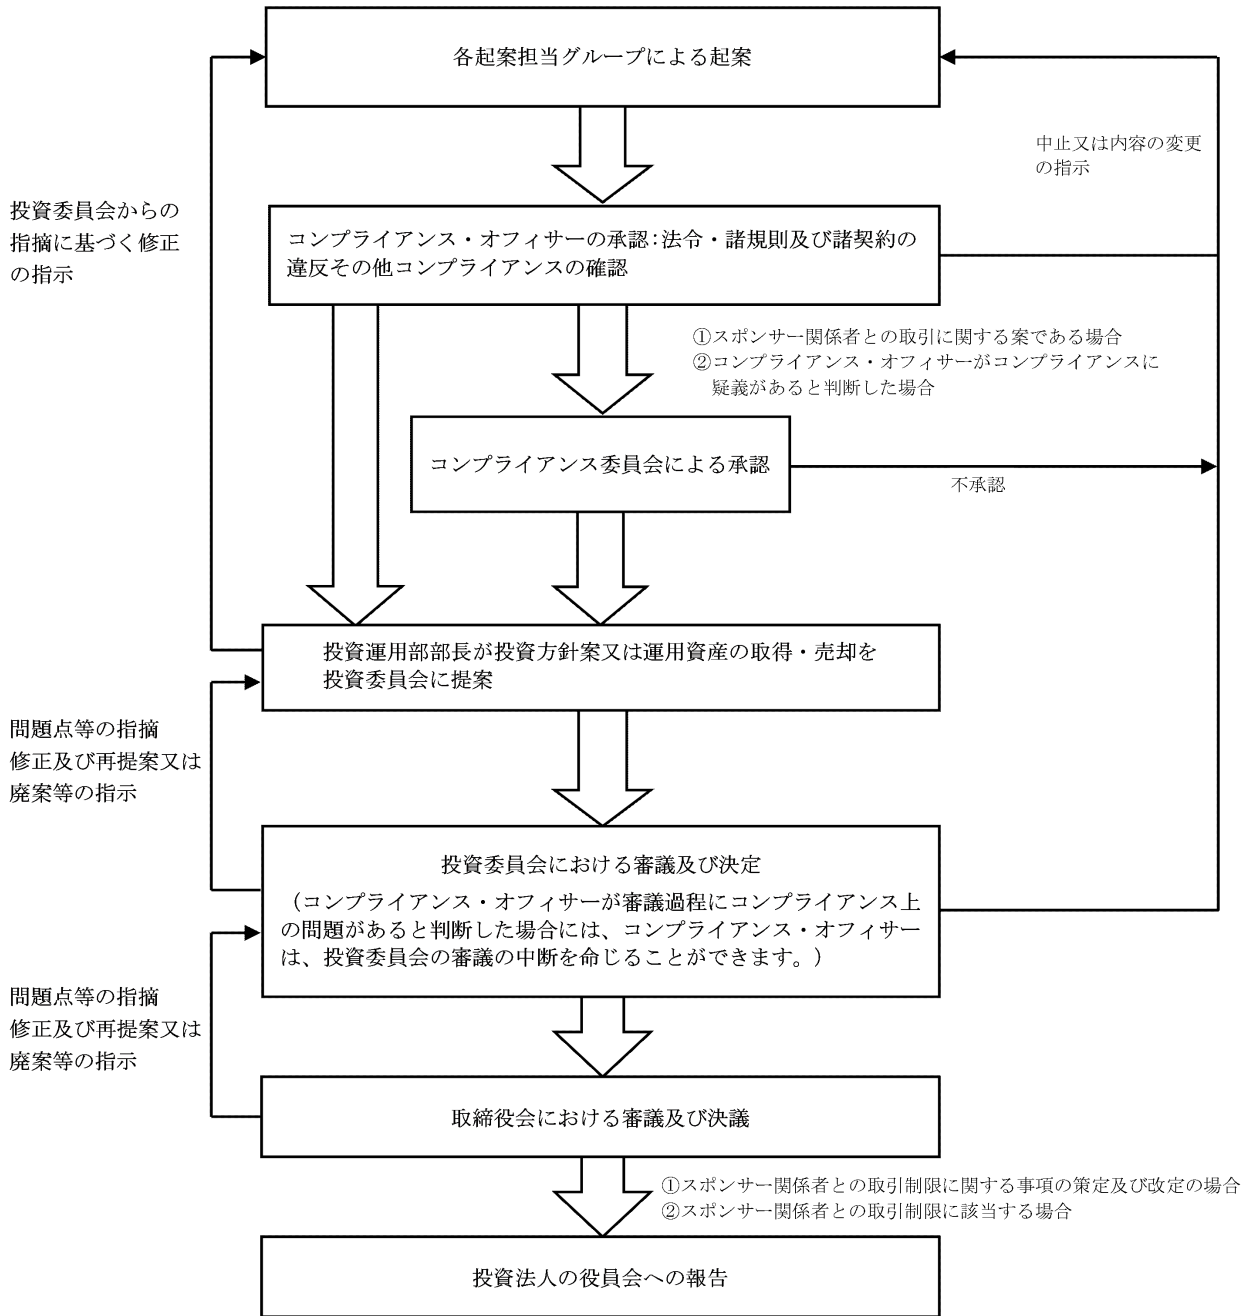 各起案担当グループによる起案
中止又は内容の変更
の指示
投資委員会からの
指摘に基づく修正
の指示
コンプライアンス・オフィサーの承認：法令・諸規則及び諸契約の
違反その他コンプライアンスの確認
①スポンサー関係者との取引に関する案である場合
②コンプライアンス・オフィサーがコンプライアンスに
疑義があると判断した場合
コンプライアンス委員会による承認
不承認
投資運用部部長が投資方針案又は運用資産の取得・売却を
投資委員会に提案
問題点等の指摘
修正及び再提案又は
廃案等の指示
投資委員会における審議及び決定
（コンプライアンス・オフィサーが審議過程にコンプライアンス上
の問題があると判断した場合には、コンプライアンス・オフィサー
は、投資委員会の審議の中断を命じることができます。）
問題点等の指摘
修正及び再提案又は
廃案等の指示
取締役会における審議及び決議
①スポンサー関係者との取引制限に関する事項の策定及び改定の場合
②スポンサー関係者との取引制限に該当する場合
投資法人の役員会への報告